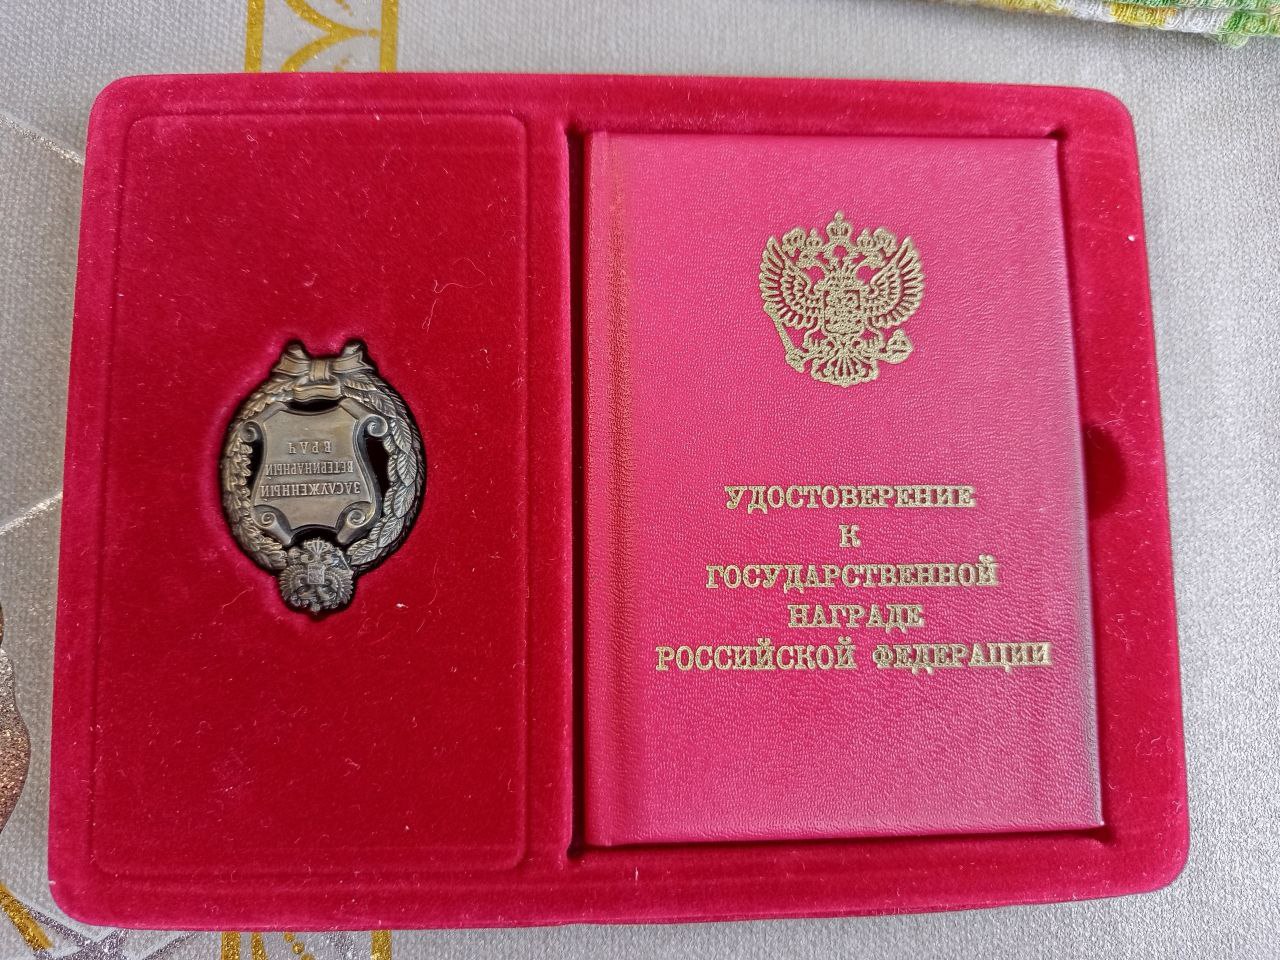 ЗАСЛУЖЕННЫЙ
ВЕТЕРИНАРНЫЙ
ВРАЧ
УДОСТОВЕРЕНИЕ
К
ГОСУДАРСТВЕННОЙ
НАГРАДЕ
РОССИЙСКОЙ ФЕДЕРАЦИИ